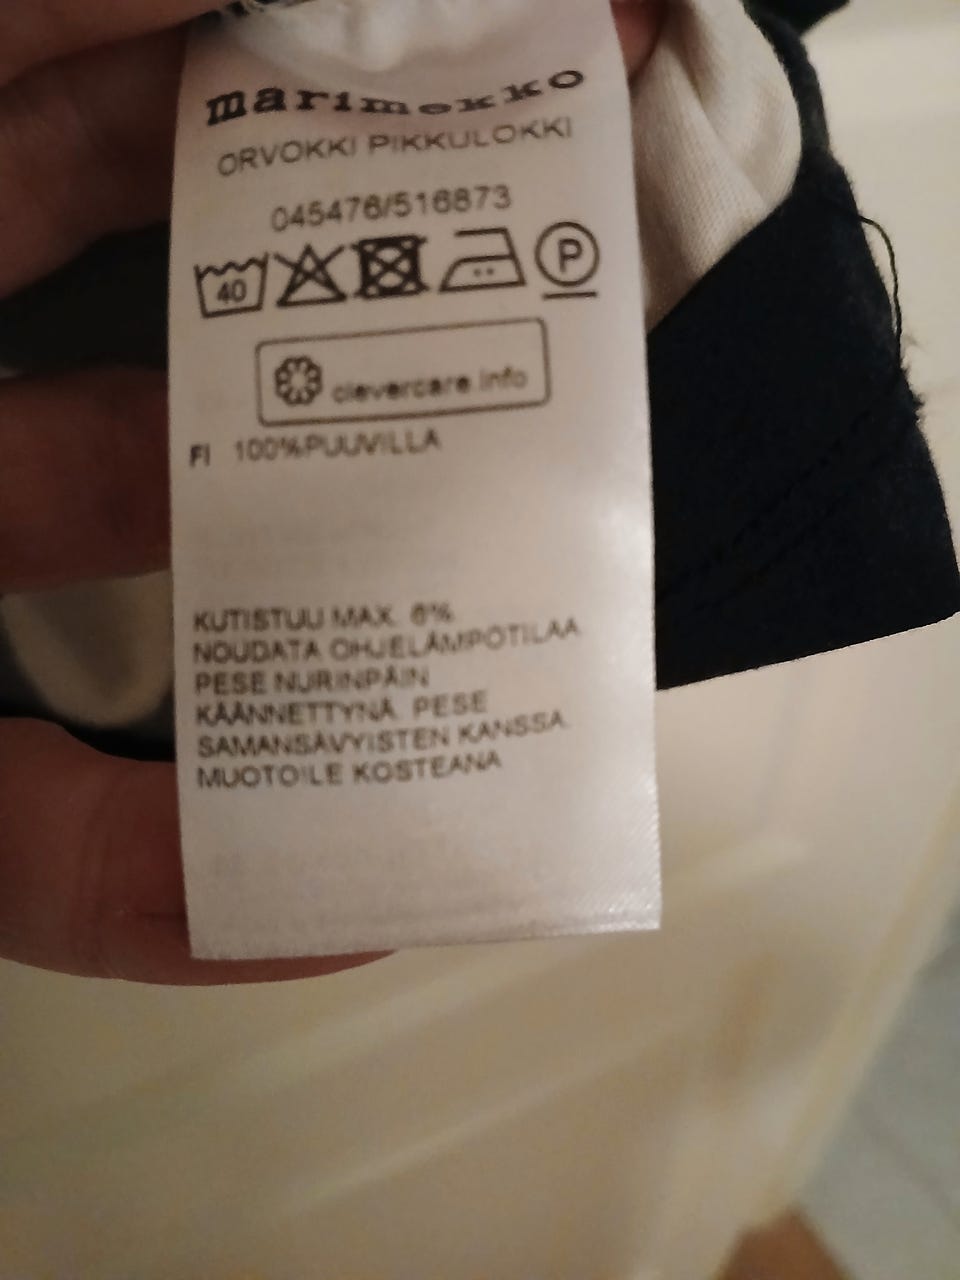 marimekko
ORVOKKI PIKKULOKKI
045476/516873
40 P
clevercare.info
FI 100%PUUVILLA
KUTISTUU MAX. 6%
NOUDATA OHJELÄMPÖTILAA
PESE NURINPÄIN
KÄÄNNETTYNÄ. PESE
SAMANSÄVYISTEN KANSSA.
MUOTOILE KOSTEANA